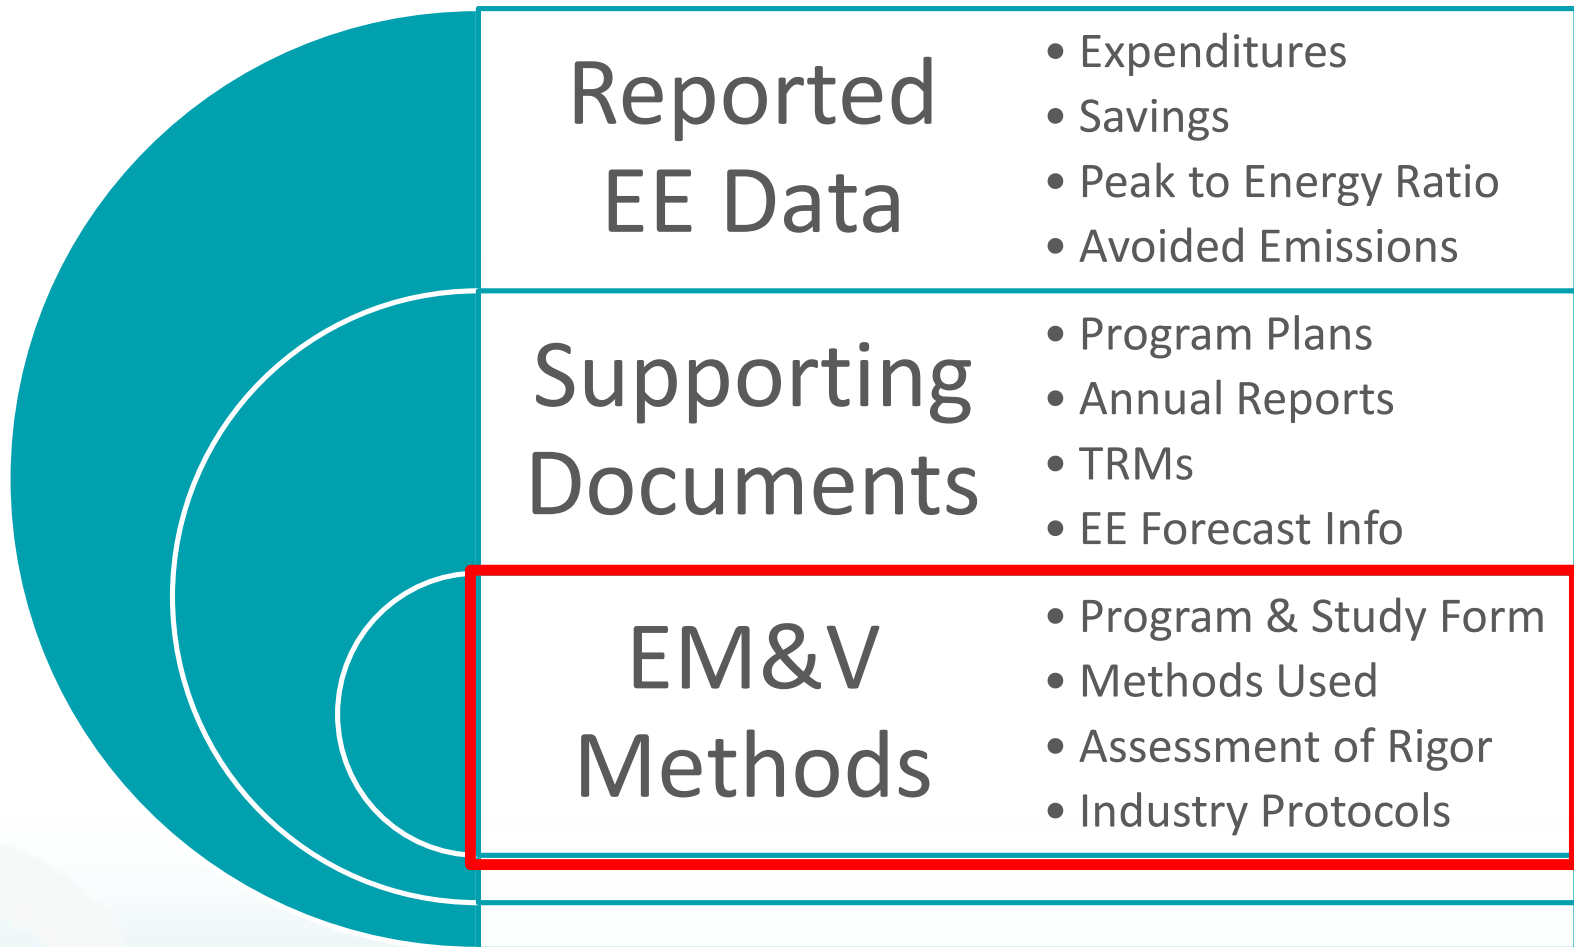 Reported
EE Data
• Expenditures
• Savings
• Peak to Energy Ratio
• Avoided Emissions
Supporting
Documents
• Program Plans
• Annual Reports
• TRMs
• EE Forecast Info
EM&V
Methods
• Program & Study Form
• Methods Used
• Assessment of Rigor
• Industry Protocols